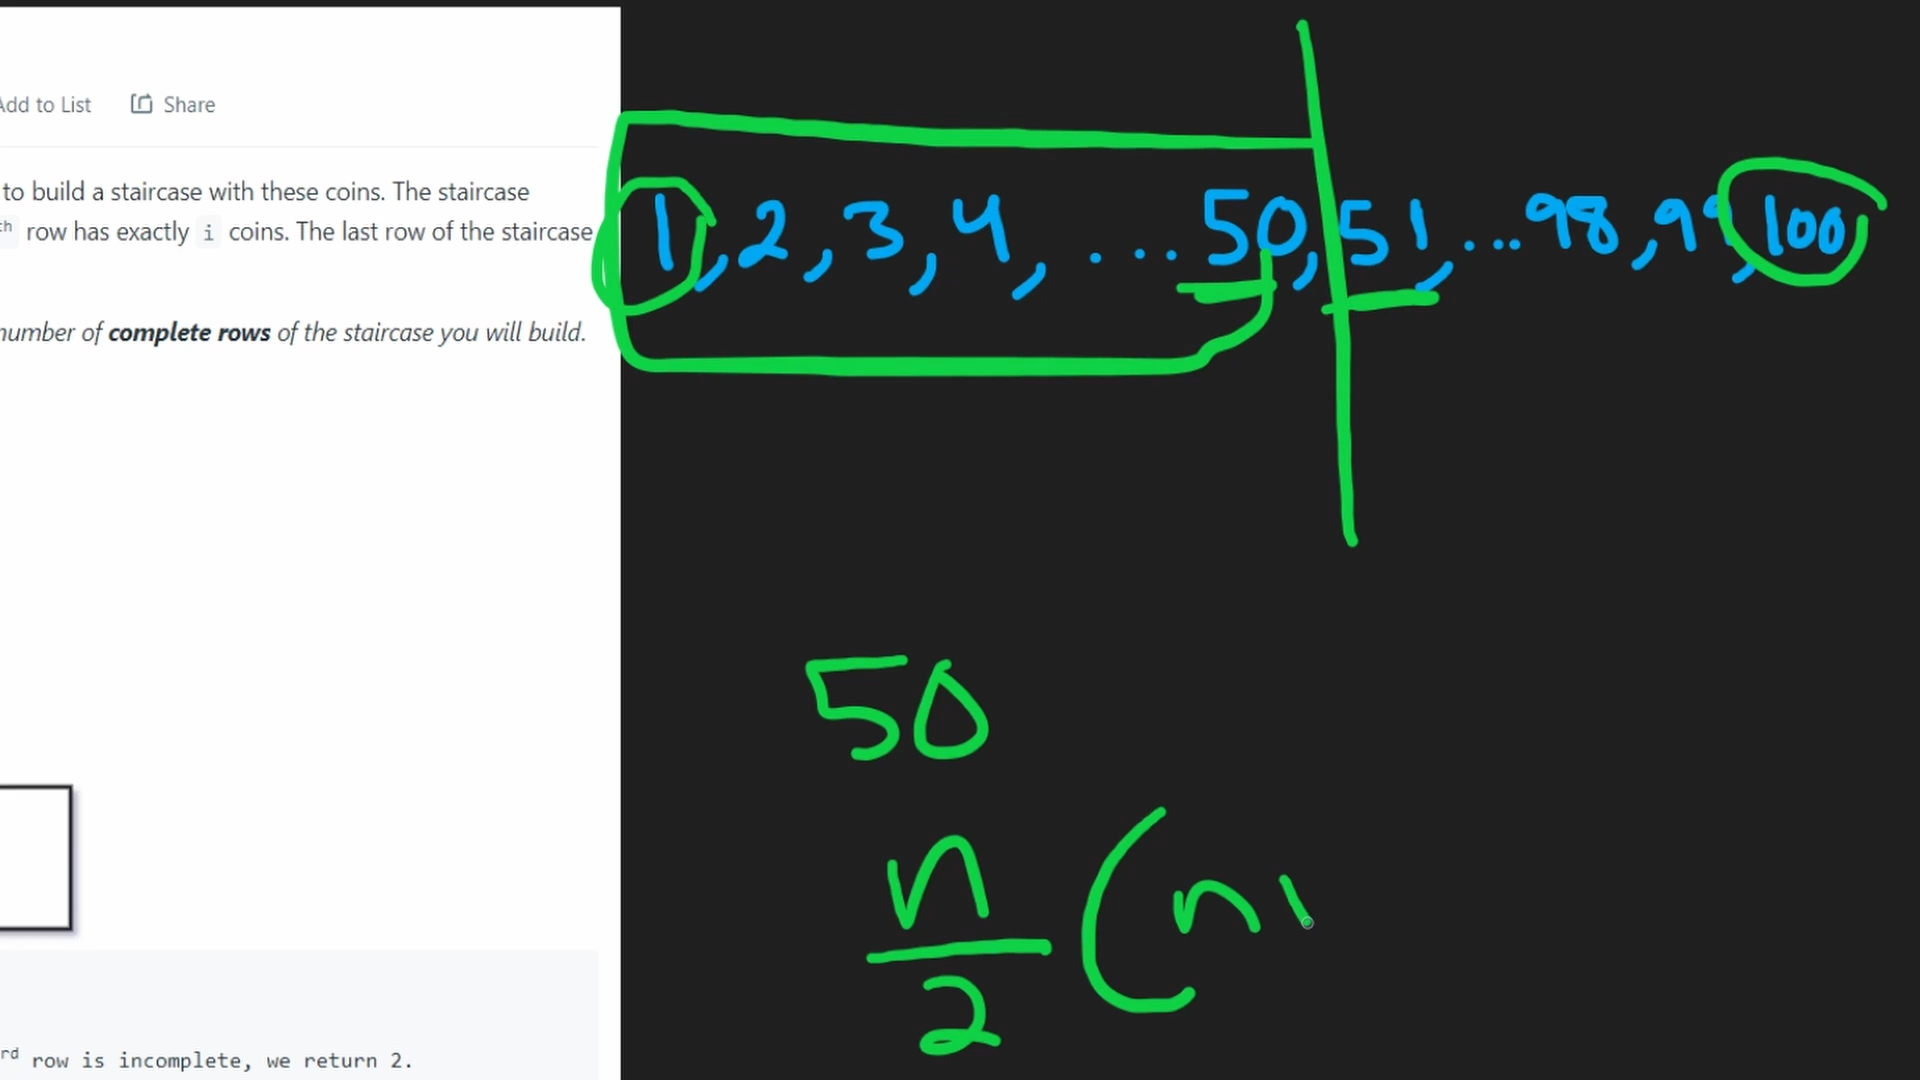 Add to List Share
to build a staircase with these coins. The staircase
th row has exactly i coins. The last row of the staircase
number of complete rows of the staircase you will build.
rd row is incomplete, we return 2.
1, 2, 3, 4, ... 50, 51, ... 98, 99, 100
50
n
2
(n